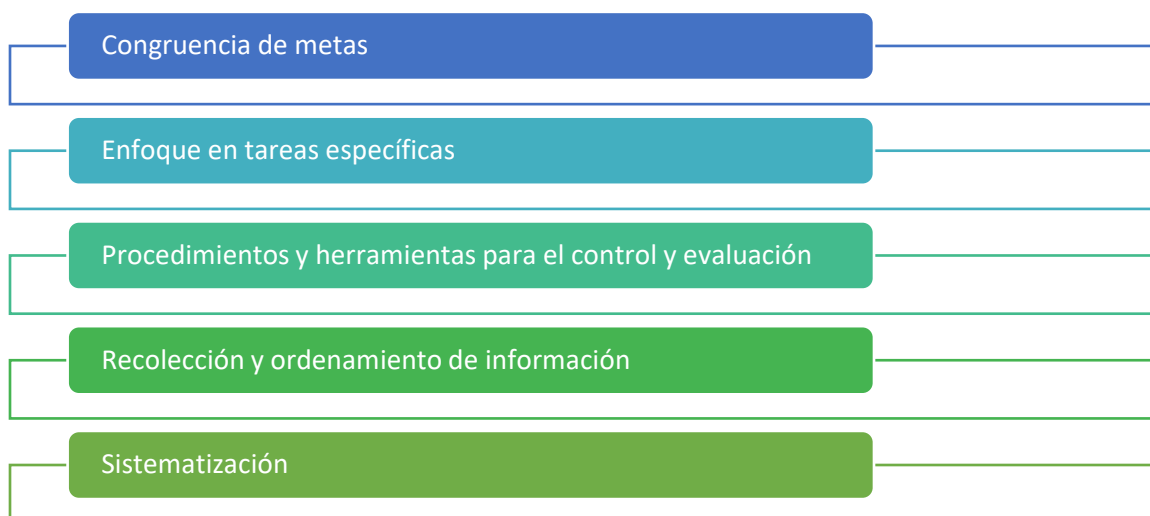 Congruencia de metas
Enfoque en tareas específicas
Procedimientos y herramientas para el control y evaluación
Recolección y ordenamiento de información
Sistematización